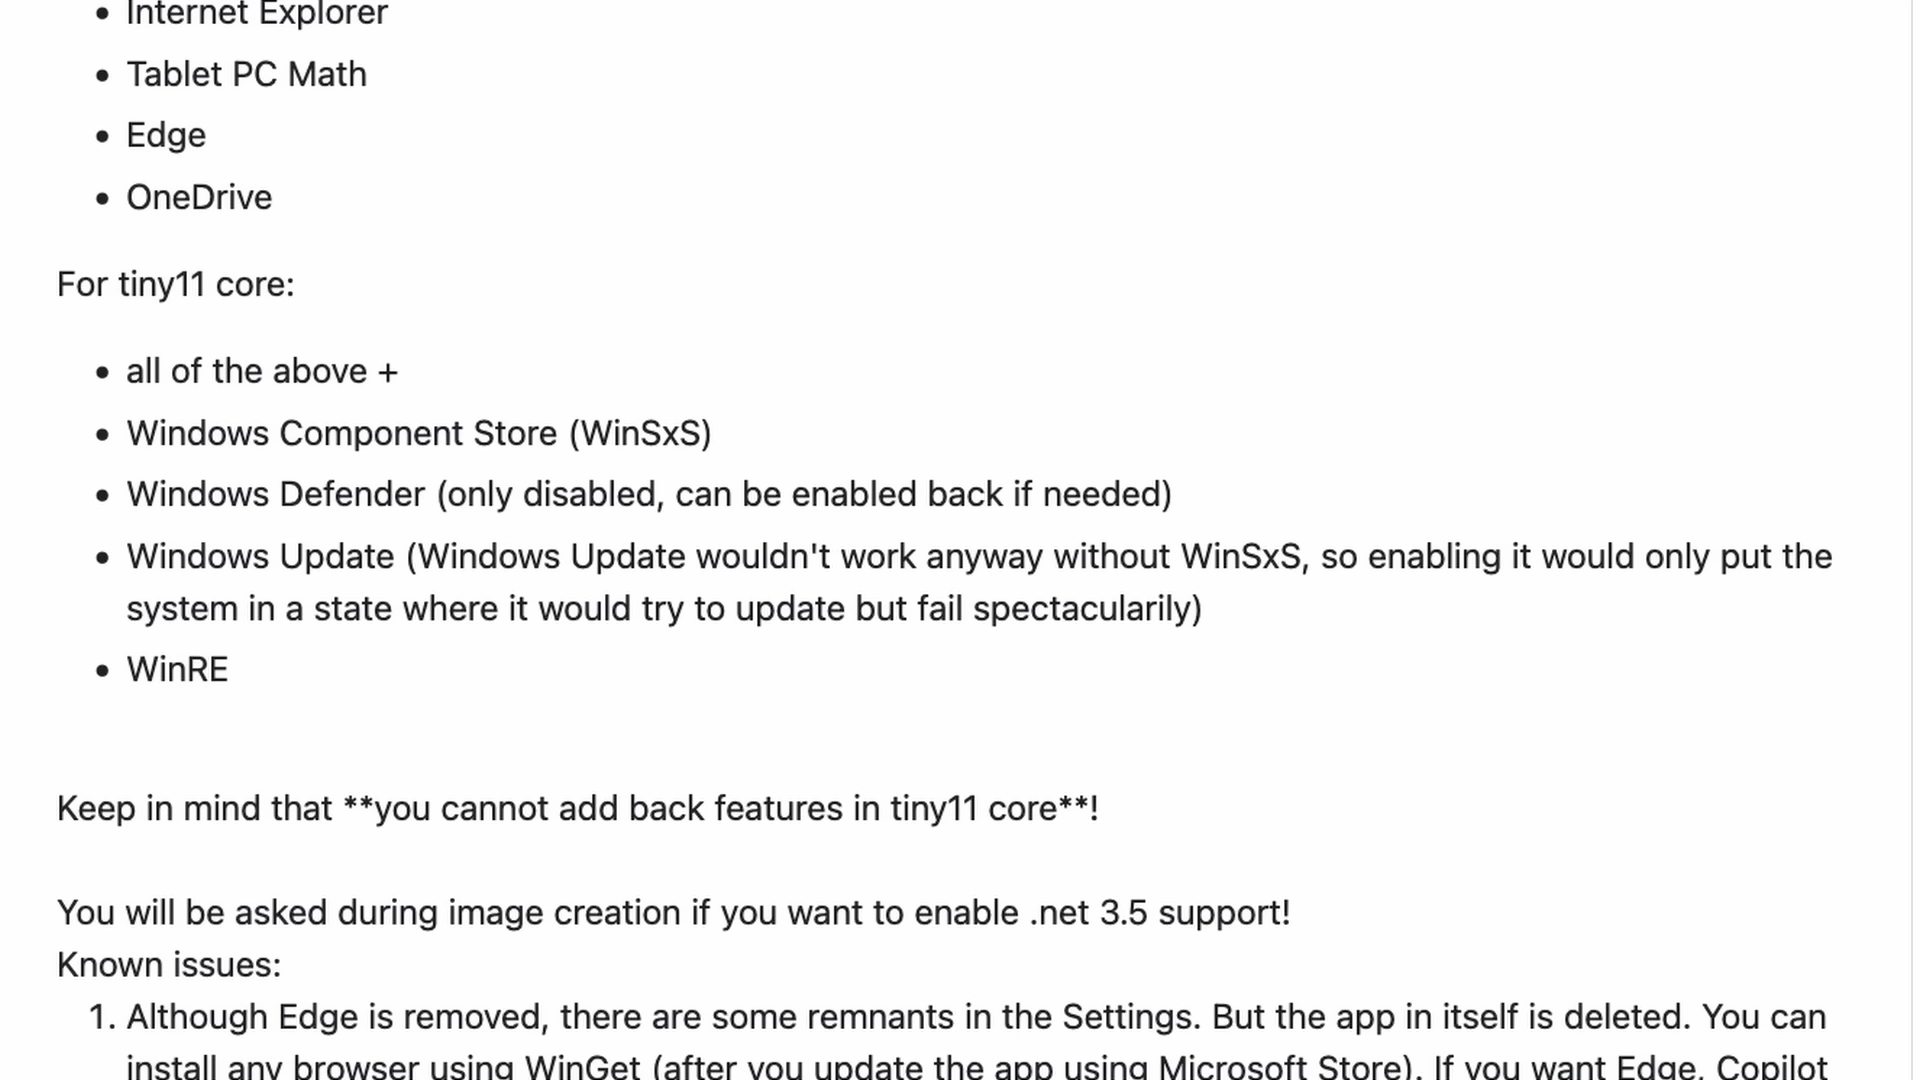 • Internet Explorer
• Tablet PC Math
• Edge
• OneDrive
For tiny11 core:
• all of the above +
• Windows Component Store (WinSxS)
• Windows Defender (only disabled, can be enabled back if needed)
• Windows Update (Windows Update wouldn't work anyway without WinSxS, so enabling it would only put the
system in a state where it would try to update but fail spectacularily)
• WinRE
Keep in mind that **you cannot add back features in tiny11 core**!
You will be asked during image creation if you want to enable .net 3.5 support!
Known issues:
1. Although Edge is removed, there are some remnants in the Settings. But the app in itself is deleted. You can
install any browser using WinGet (after you update the app using Microsoft Store). If you want Edge, Copilot